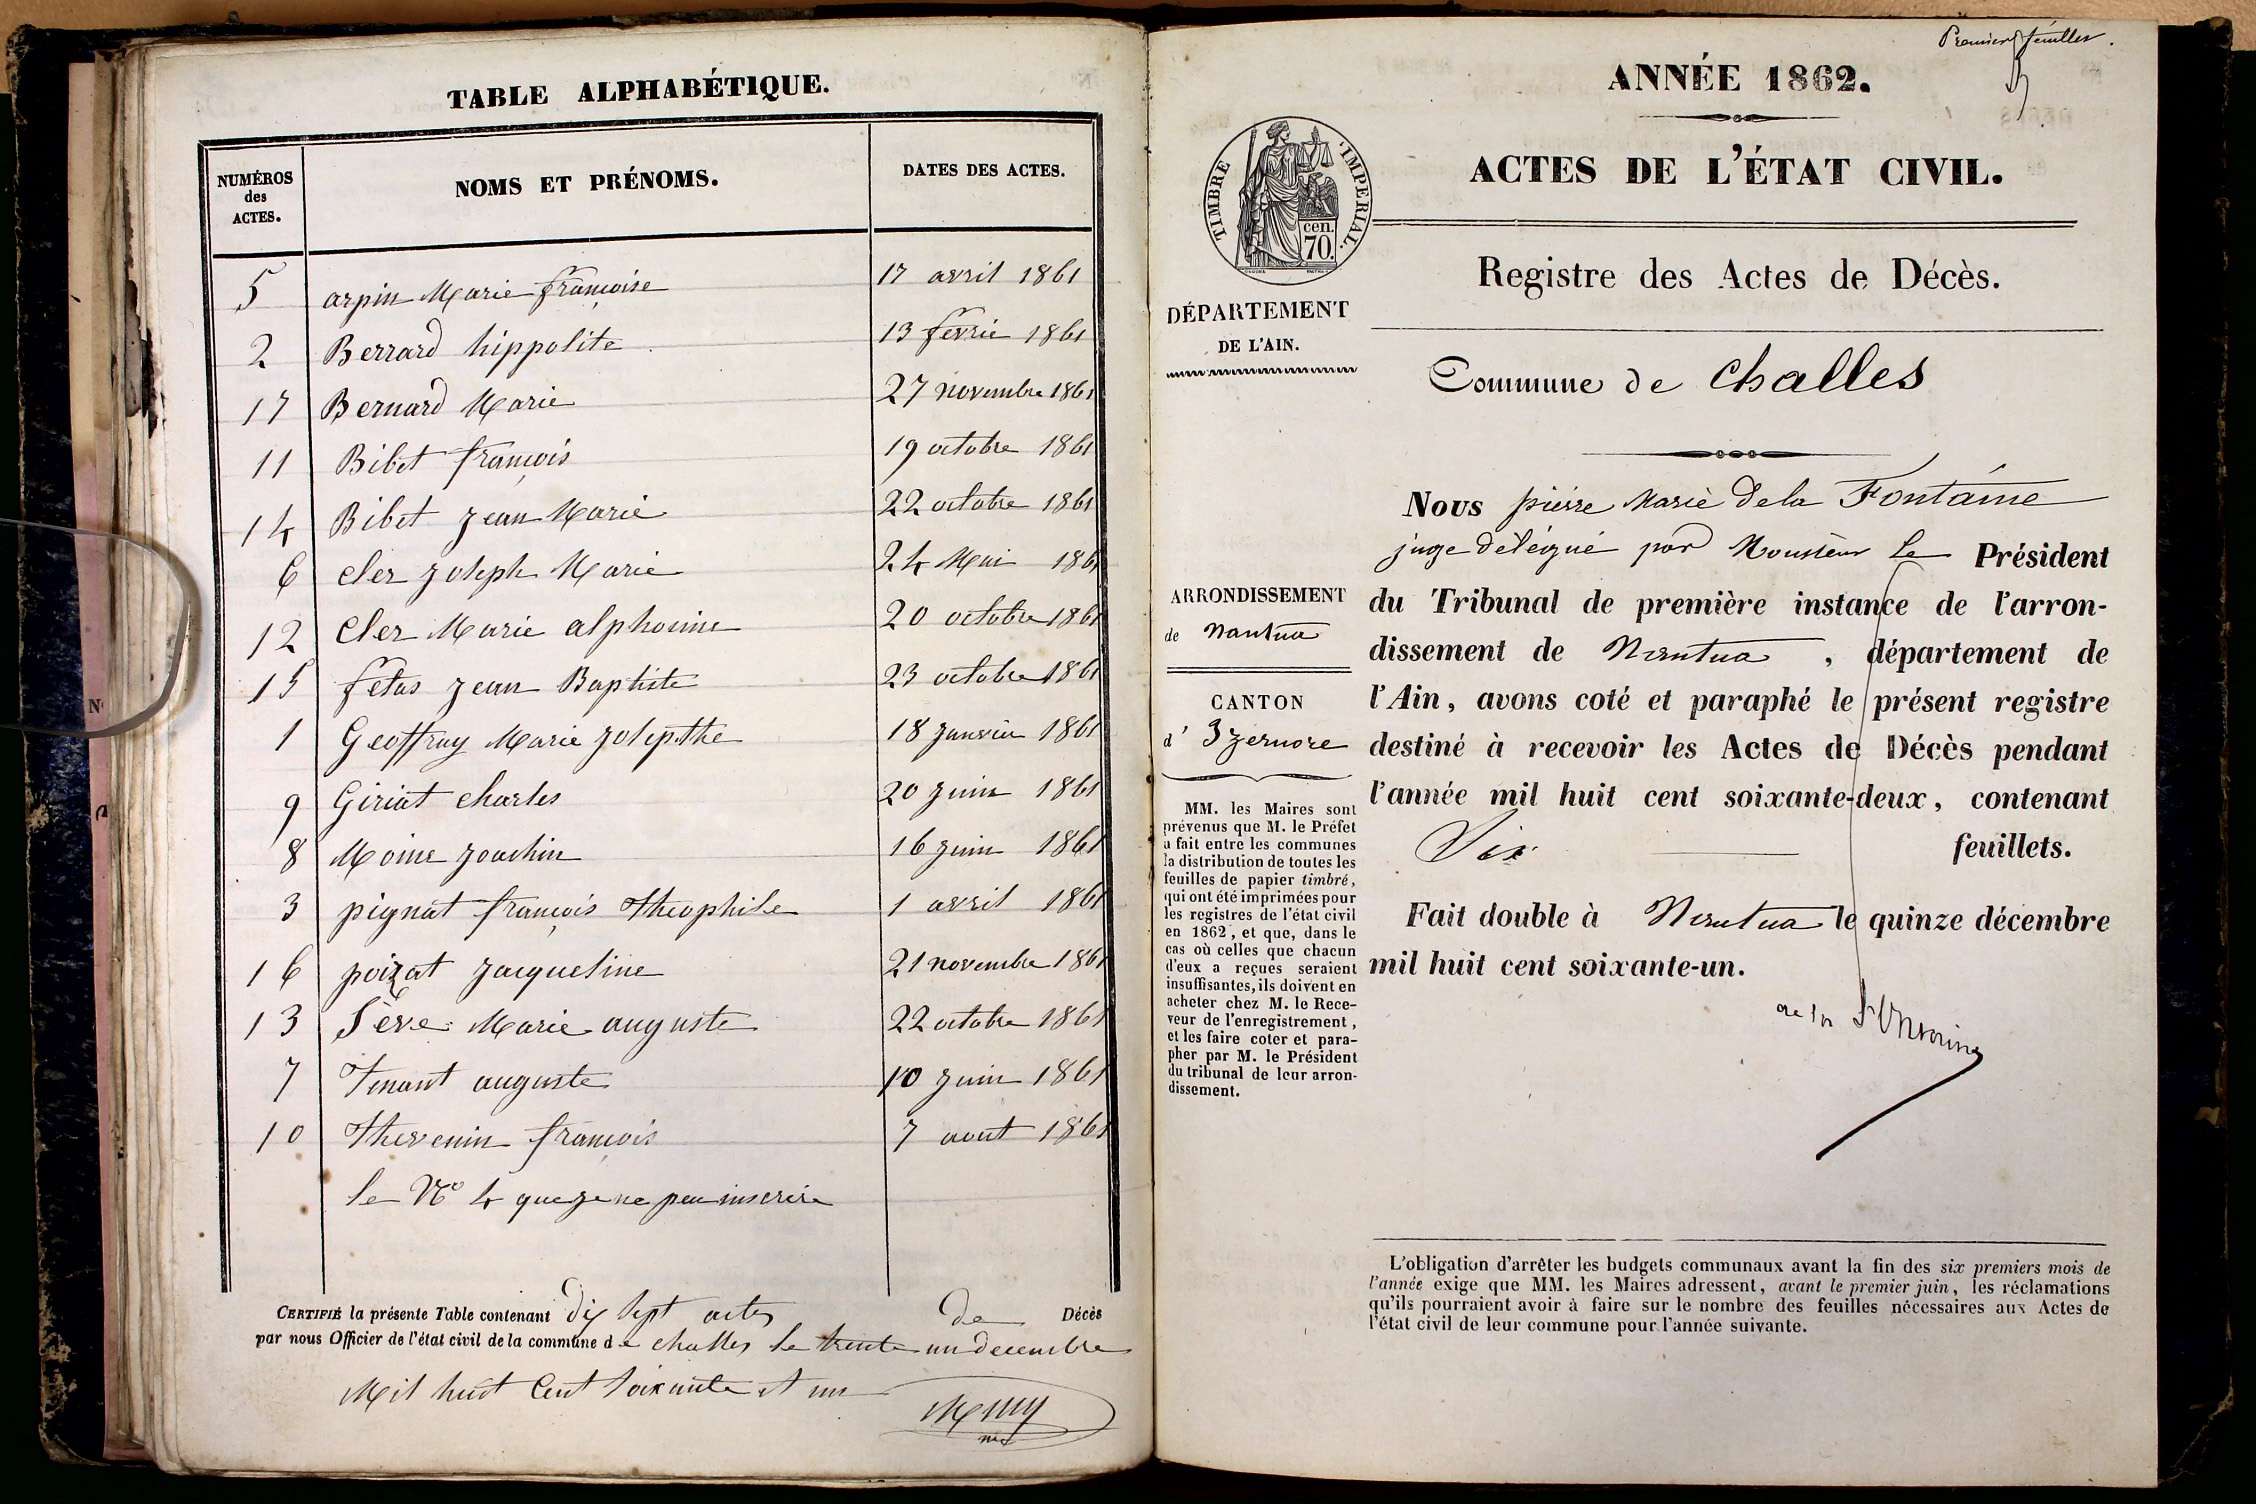 TABLE ALPHABÉTIQUE.
NUMÉROS des ACTES. NOMS ET PRÉNOMS. DATES DES ACTES.
5 arpin Marie françoise 17 avril 1861
2 Berrard hippolite 13 fevrie 1861
17 Bernard Marie 27 novembre 1861
11 Bibet françois 19 octobre 1861
14 Bibet jean Marie 22 octobre 1861
6 Cler joseph Marie 24 Mai 1861
12 Cler Marie alphonine 20 octobre 1861
15 fetas jean Baptiste 23 octobre 1861
1 Geoffray Marie josepthe 18 janvier 1861
9 Giriat charles 20 juin 1861
8 Moine joachin 16 juin 1861
3 pignat françois Theophile 1 avril 1861
16 poizat jacqueline 21 novembre 1861
13 Sève Marie auguste 22 octobre 1861
7 Tenant auguste 10 juin 1861
10 Thevenin françois 7 aout 1861
le N° 4 que je ne peu inscrire
CERTIFIÉ la présente Table contenant dix sept actes de Décès
par nous Officier de l'état civil de la commune de challes le trente un decembre
Mil huit Cent soixante et un
Premier feuillet.
ANNÉE 1862.
ACTES DE L'ÉTAT CIVIL.
TIMBRE IMPERIAL.
cen.
70.
Registre des Actes de Décès.
DÉPARTEMENT
DE L'AIN.
Commune de Challes
ARRONDISSEMENT
de Nantua
CANTON
d' Izernore
MM. les Maires sont
prévenus que M. le Préfet
a fait entre les communes
la distribution de toutes les
feuilles de papier timbré,
qui ont été imprimées pour
les registres de l'état civil
en 1862, et que, dans le
cas où celles que chacun
d'eux a reçues seraient
insuffisantes, ils doivent en
acheter chez M. le Rece-
veur de l'enregistrement,
et les faire coter et para-
pher par M. le Président
du tribunal de leur arron-
dissement.
Nous pierre Marie de la Fontaine
juge délégué par Monsieur Le Président
du Tribunal de première instance de l'arron-
dissement de Nantua, département de
l'Ain, avons coté et paraphé le présent registre
destiné à recevoir les Actes de Décès pendant
l'année mil huit cent soixante-deux, contenant
Six feuillets.
Fait double à Nantua le quinze décembre
mil huit cent soixante-un.
de la Fontaine
L'obligation d'arrêter les budgets communaux avant la fin des six premiers mois de
l'année exige que MM. les Maires adressent, avant le premier juin, les réclamations
qu'ils pourraient avoir à faire sur le nombre des feuilles nécessaires aux Actes de
l'état civil de leur commune pour l'année suivante.